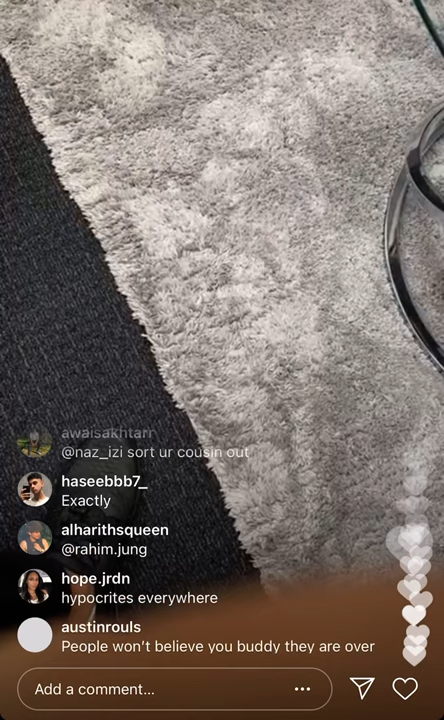 awaisakhtarr
@naz_izi sort ur cousin out
haseebbb7_
Exactly
alharithsqueen
@rahim.jung
hope.jrdn
hypocrites everywhere
austinrouls
People won’t believe you buddy they are over
Add a comment...